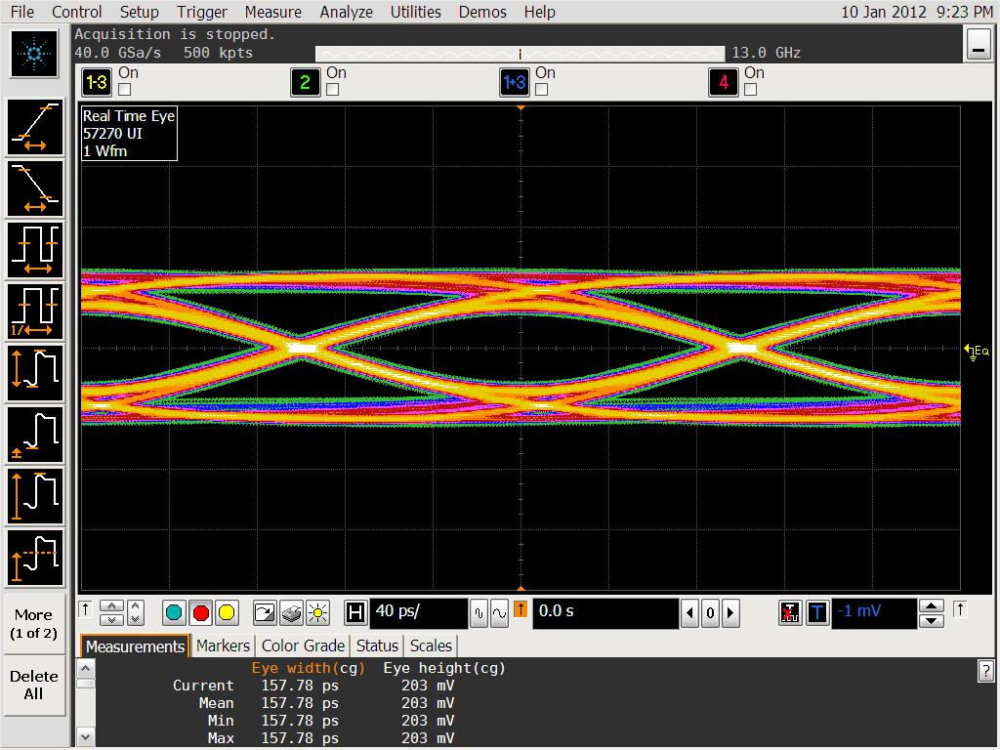 File Control Setup Trigger Measure Analyze Utilities Demos Help 10 Jan 2012 9:23 PM
Acquisition is stopped.
40.0 GSa/s 500 kpts 13.0 GHz
1-3 On 2 On 1+3 On 4 On
Real Time Eye
57270 UI
1 Wfm
Eq
1/
More
(1 of 2)
Delete
All
H 40 ps/ 0.0 s 0 T -1 mV
Measurements Markers Color Grade Status Scales
?
Eye width(cg) Eye height(cg)
Current 157.78 ps 203 mV
Mean 157.78 ps 203 mV
Min 157.78 ps 203 mV
Max 157.78 ps 203 mV